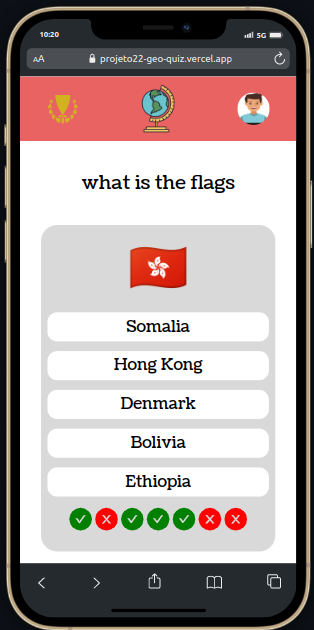 10:20
5G
AA
projeto22-geo-quiz.vercel.app
what is the flags
Somalia
Hong Kong
Denmark
Bolivia
Ethiopia